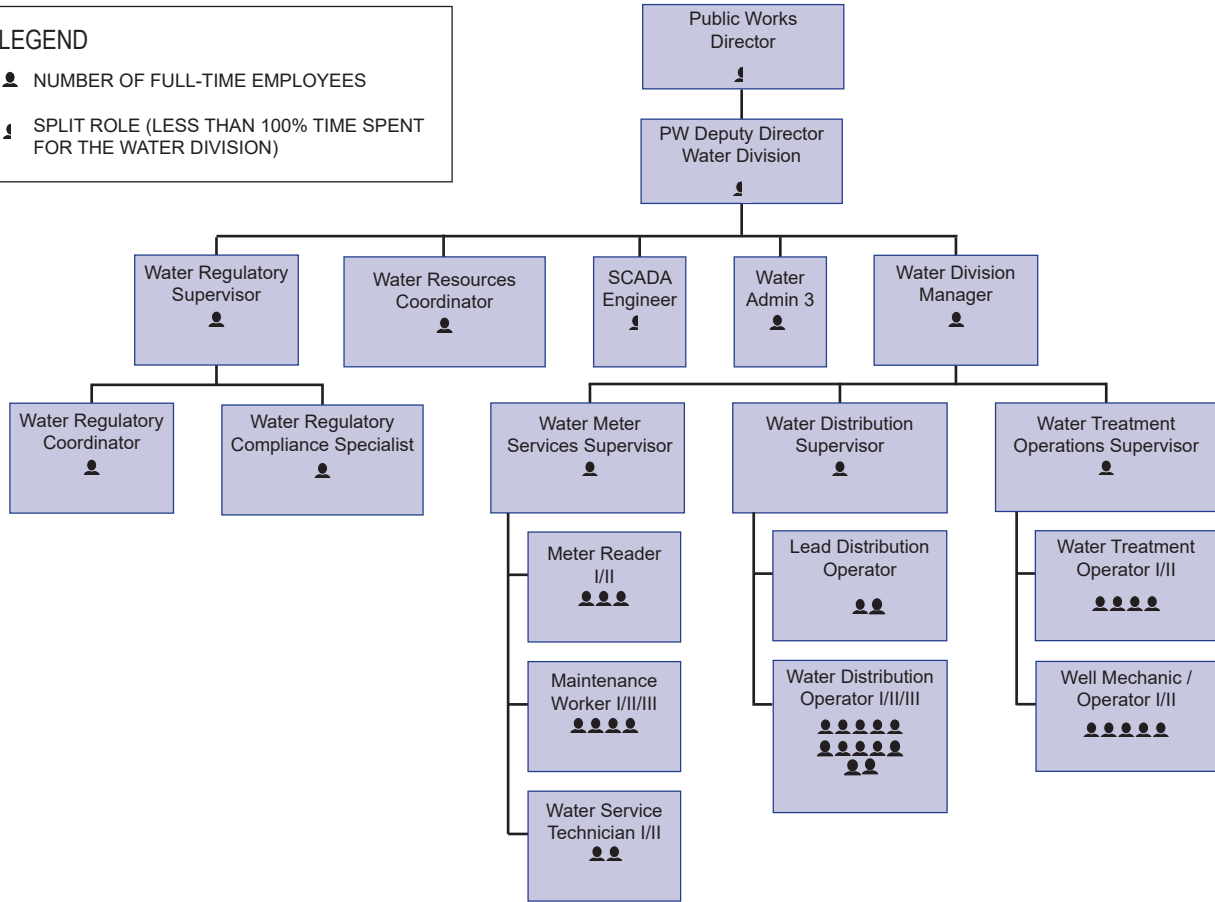 LEGEND
NUMBER OF FULL-TIME EMPLOYEES
SPLIT ROLE (LESS THAN 100% TIME SPENT
FOR THE WATER DIVISION)
Public Works
Director
PW Deputy Director
Water Division
Water Regulatory
Supervisor
Water Resources
Coordinator
SCADA
Engineer
Water
Admin 3
Water Division
Manager
Water Regulatory
Coordinator
Water Regulatory
Compliance Specialist
Water Meter
Services Supervisor
Water Distribution
Supervisor
Water Treatment
Operations Supervisor
Meter Reader
I/II
Lead Distribution
Operator
Water Treatment
Operator I/II
Maintenance
Worker I/II/III
Water Distribution
Operator I/II/III
Well Mechanic /
Operator I/II
Water Service
Technician I/II